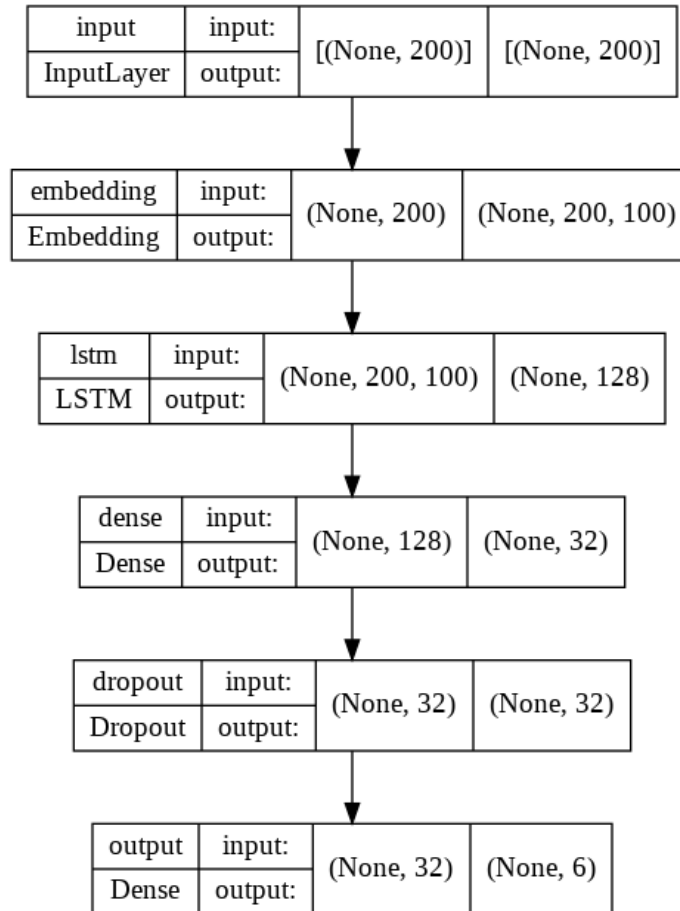 input input: [(None, 200)] [(None, 200)]
InputLayer output:
embedding input: (None, 200) (None, 200, 100)
Embedding output:
lstm input: (None, 200, 100) (None, 128)
LSTM output:
dense input: (None, 128) (None, 32)
Dense output:
dropout input: (None, 32) (None, 32)
Dropout output:
output input: (None, 32) (None, 6)
Dense output: